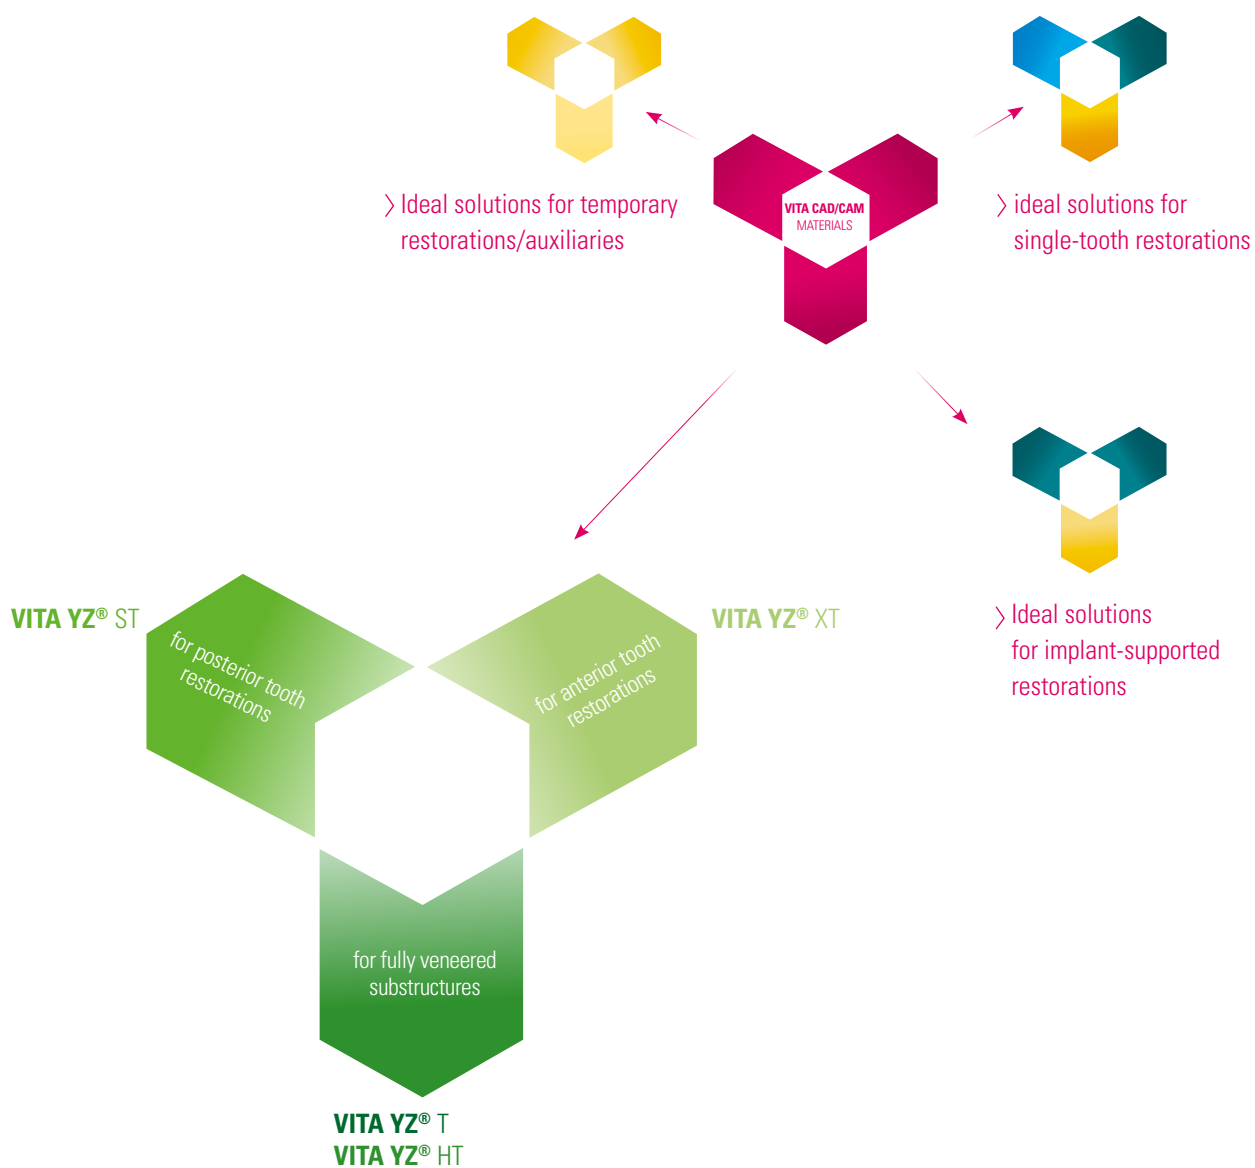 VITA CAD/CAM
MATERIALS
> Ideal solutions for temporary
restorations/auxiliaries
> ideal solutions for
single-tooth restorations
> Ideal solutions
for implant-supported
restorations
VITA YZ® ST
for posterior tooth
restorations
VITA YZ® XT
for anterior tooth
restorations
for fully veneered
substructures
VITA YZ® T
VITA YZ® HT